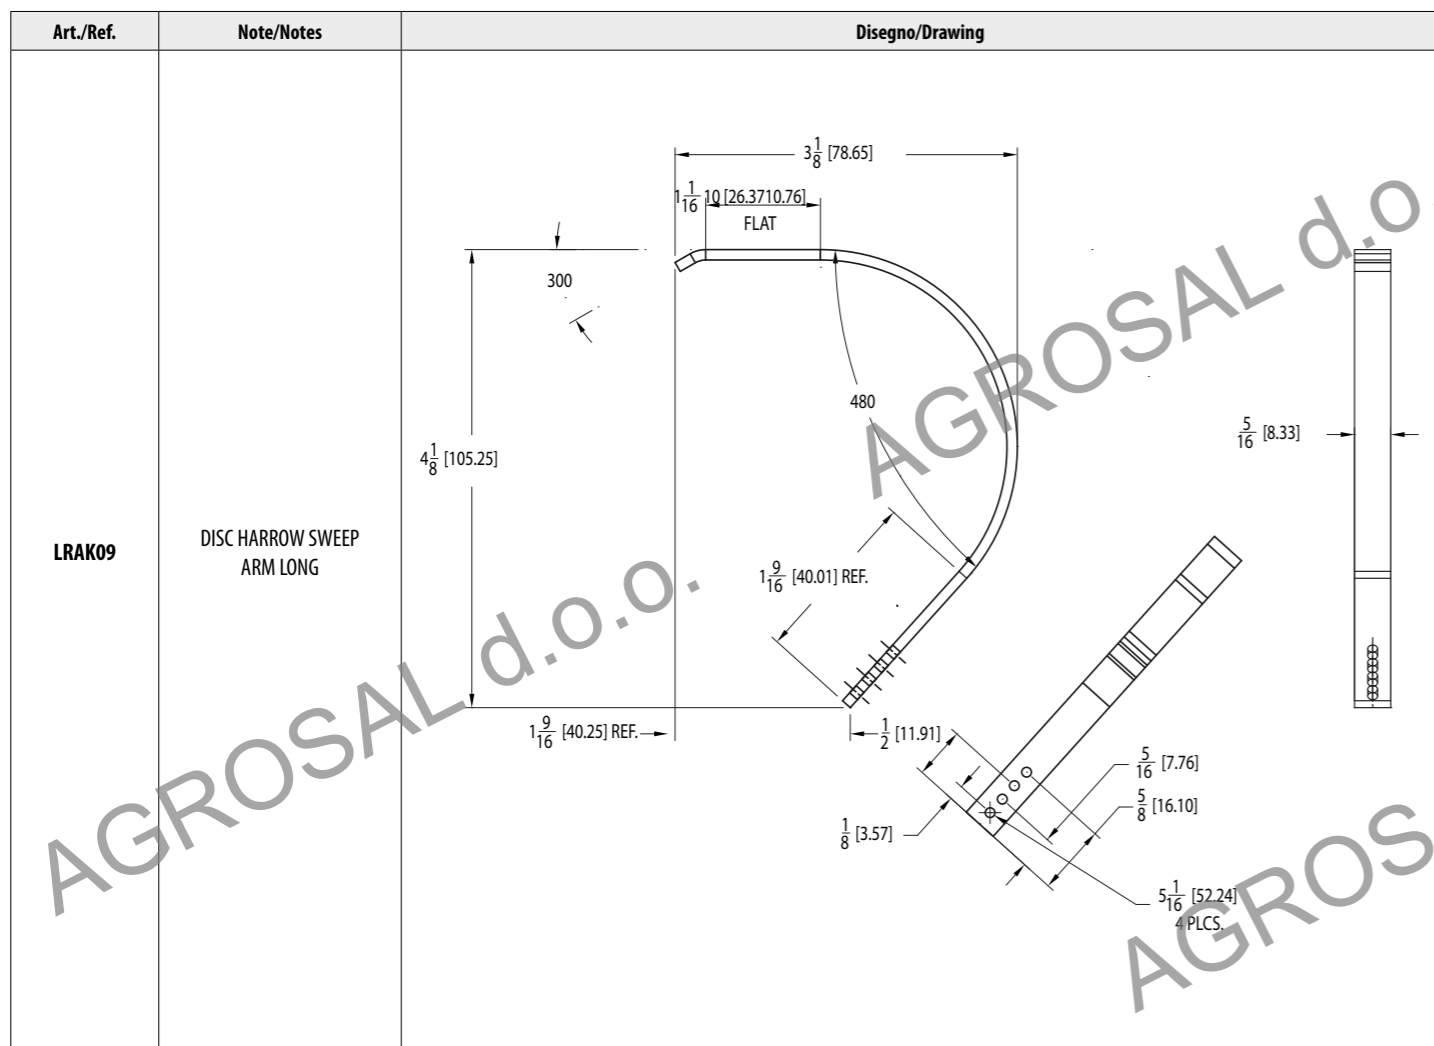 Art./Ref. Note/Notes Disegno/Drawing
3 1/8 [78.65]
1 1/16 10 [26.3710.76]
FLAT
300
480
4 1/8 [105.25]
5/16 [8.33]
LRAK09
DISC HARROW SWEEP
ARM LONG
1 9/16 [40.01] REF.
1 9/16 [40.25] REF.
1/2 [11.91]
5/16 [7.76]
5/8 [16.10]
1/8 [3.57]
5 1/16 [52.24]
4 PLCS.
AGROSAL d.o
AGROSAL d.o.o.
AGROS